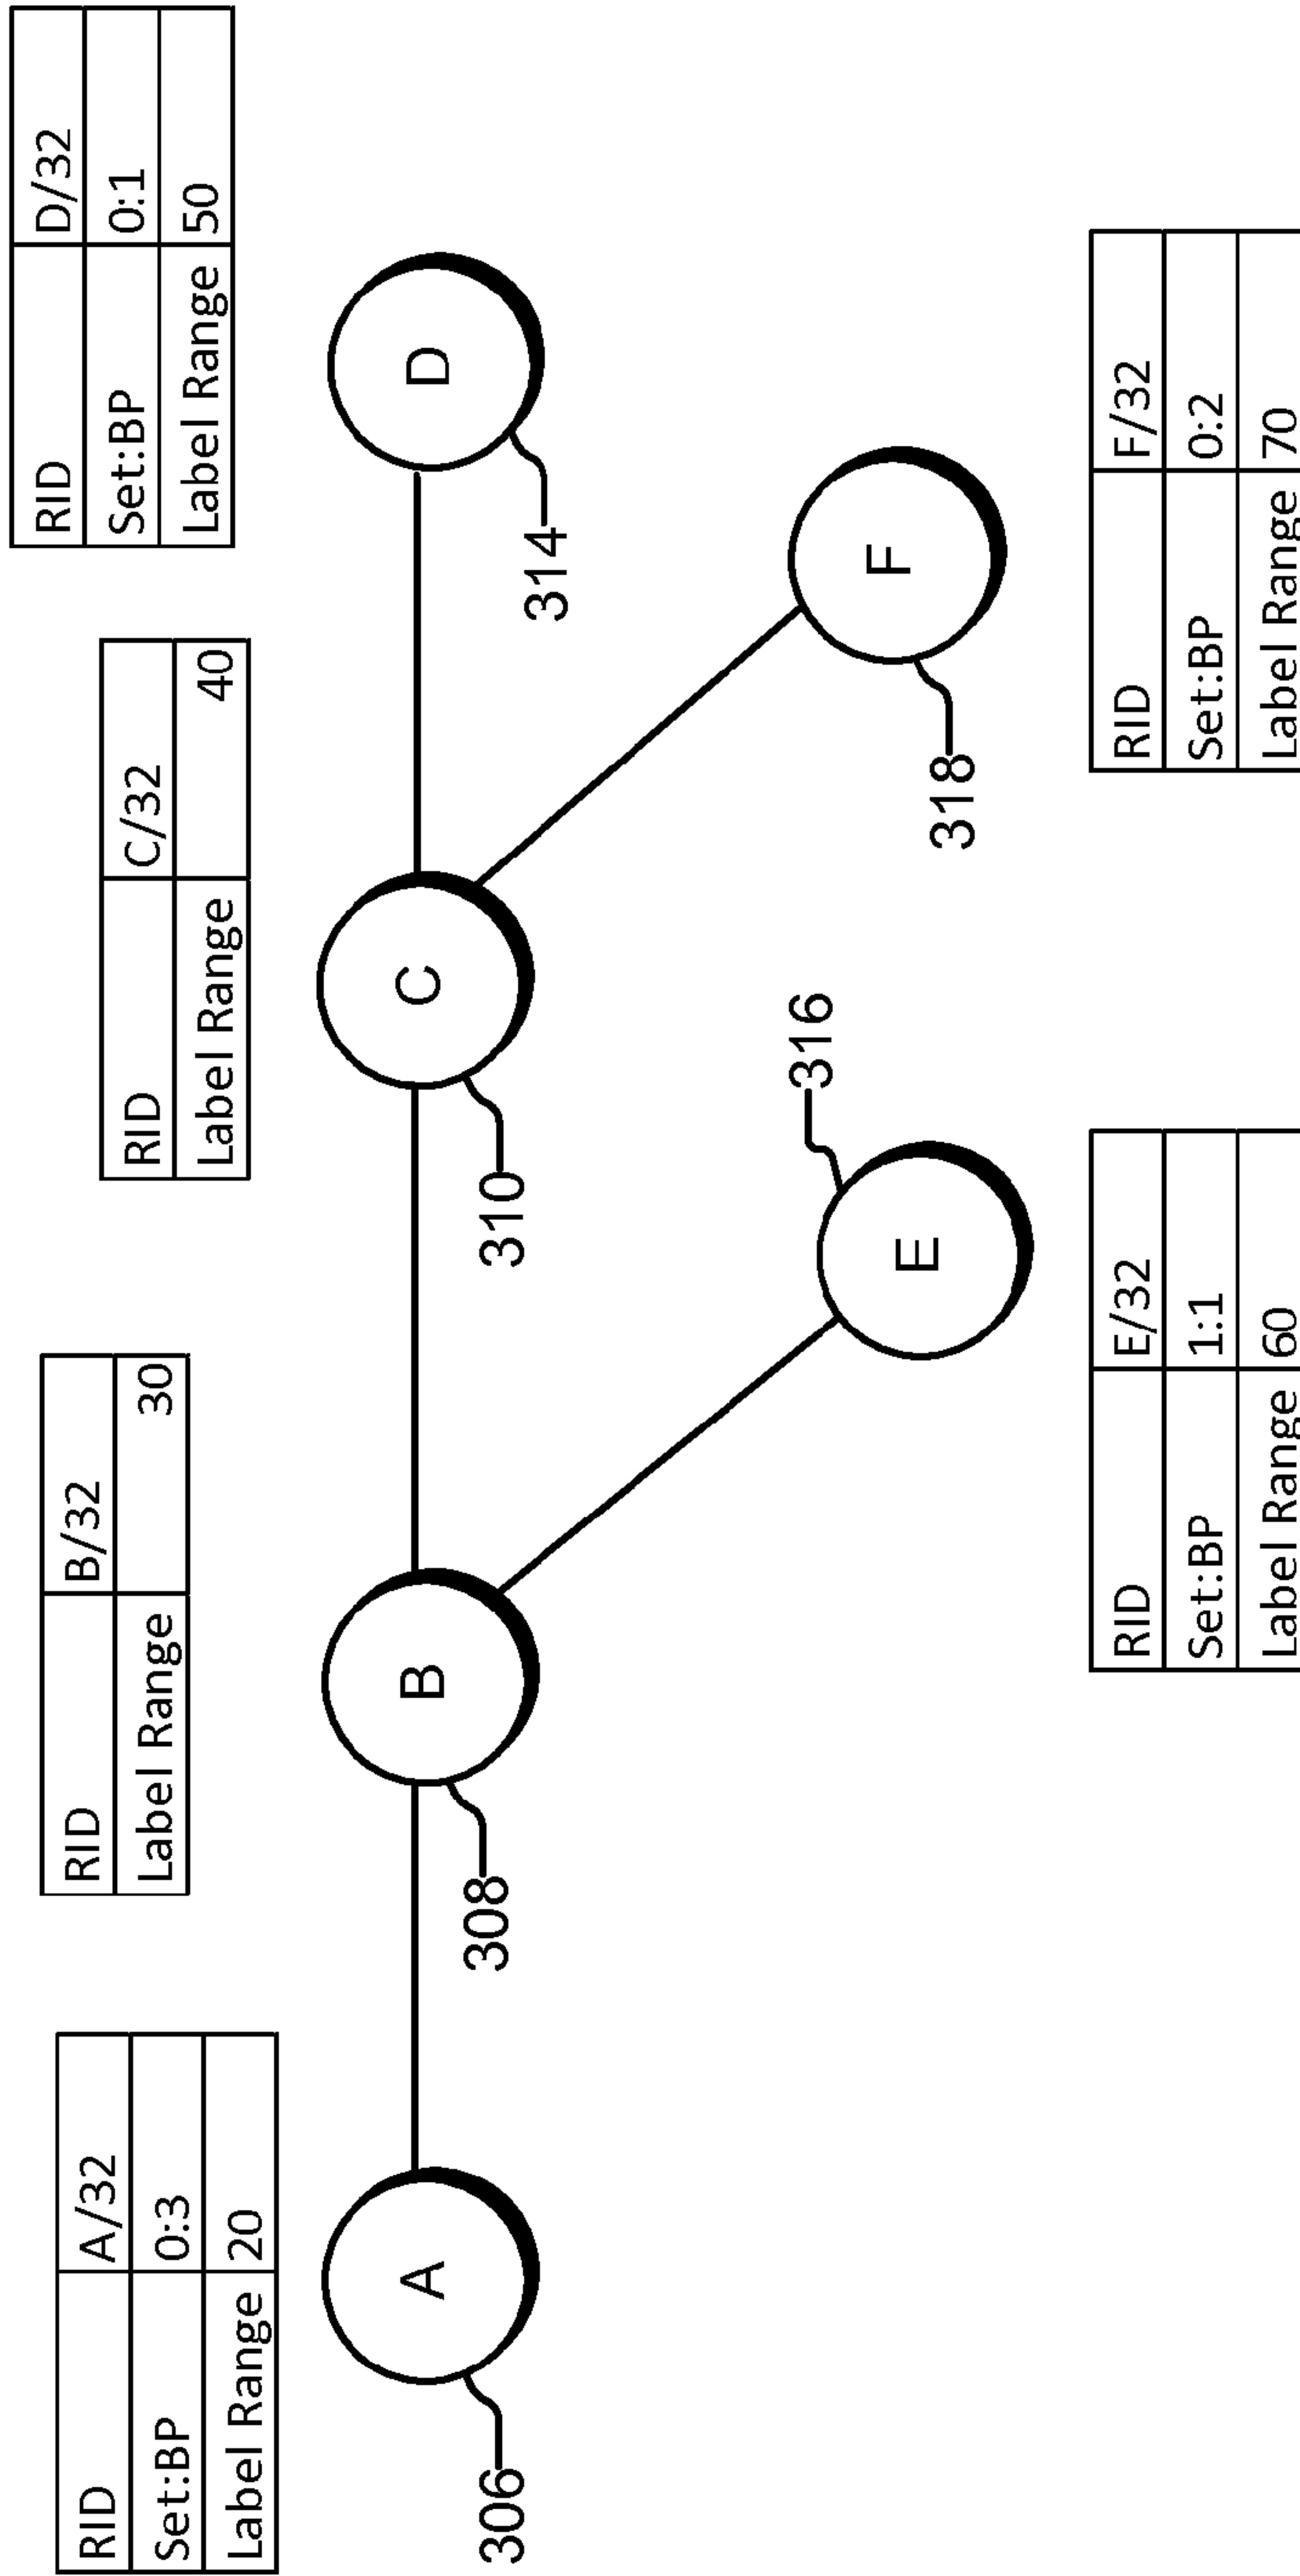 RID A/32
Set:BP 0:3
Label Range 20
RID B/32
Label Range 30
RID C/32
Label Range 40
RID D/32
Set:BP 0:1
Label Range 50
A
B
C
D
306
308
310
314
E
F
316
318
RID E/32
Set:BP 1:1
Label Range 60
RID F/32
Set:BP 0:2
Label Range 70